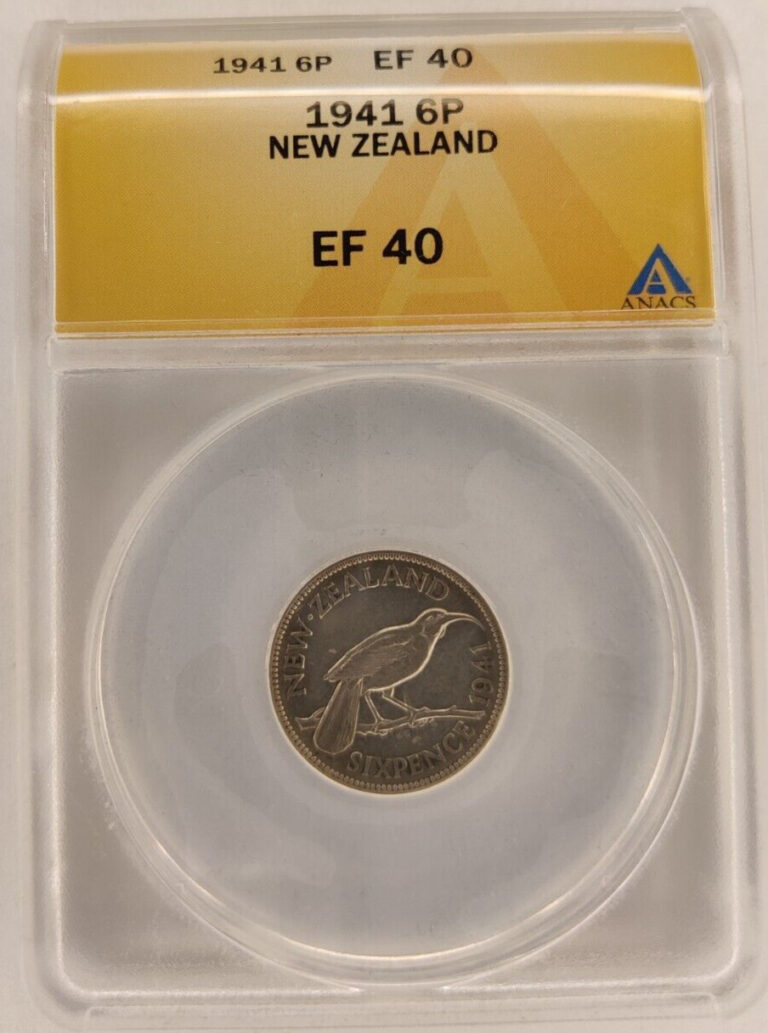 1941 6P EF 40
1941 6P
NEW ZEALAND
EF 40
ANACS
NEW·ZEALAND
1941
SIXPENCE